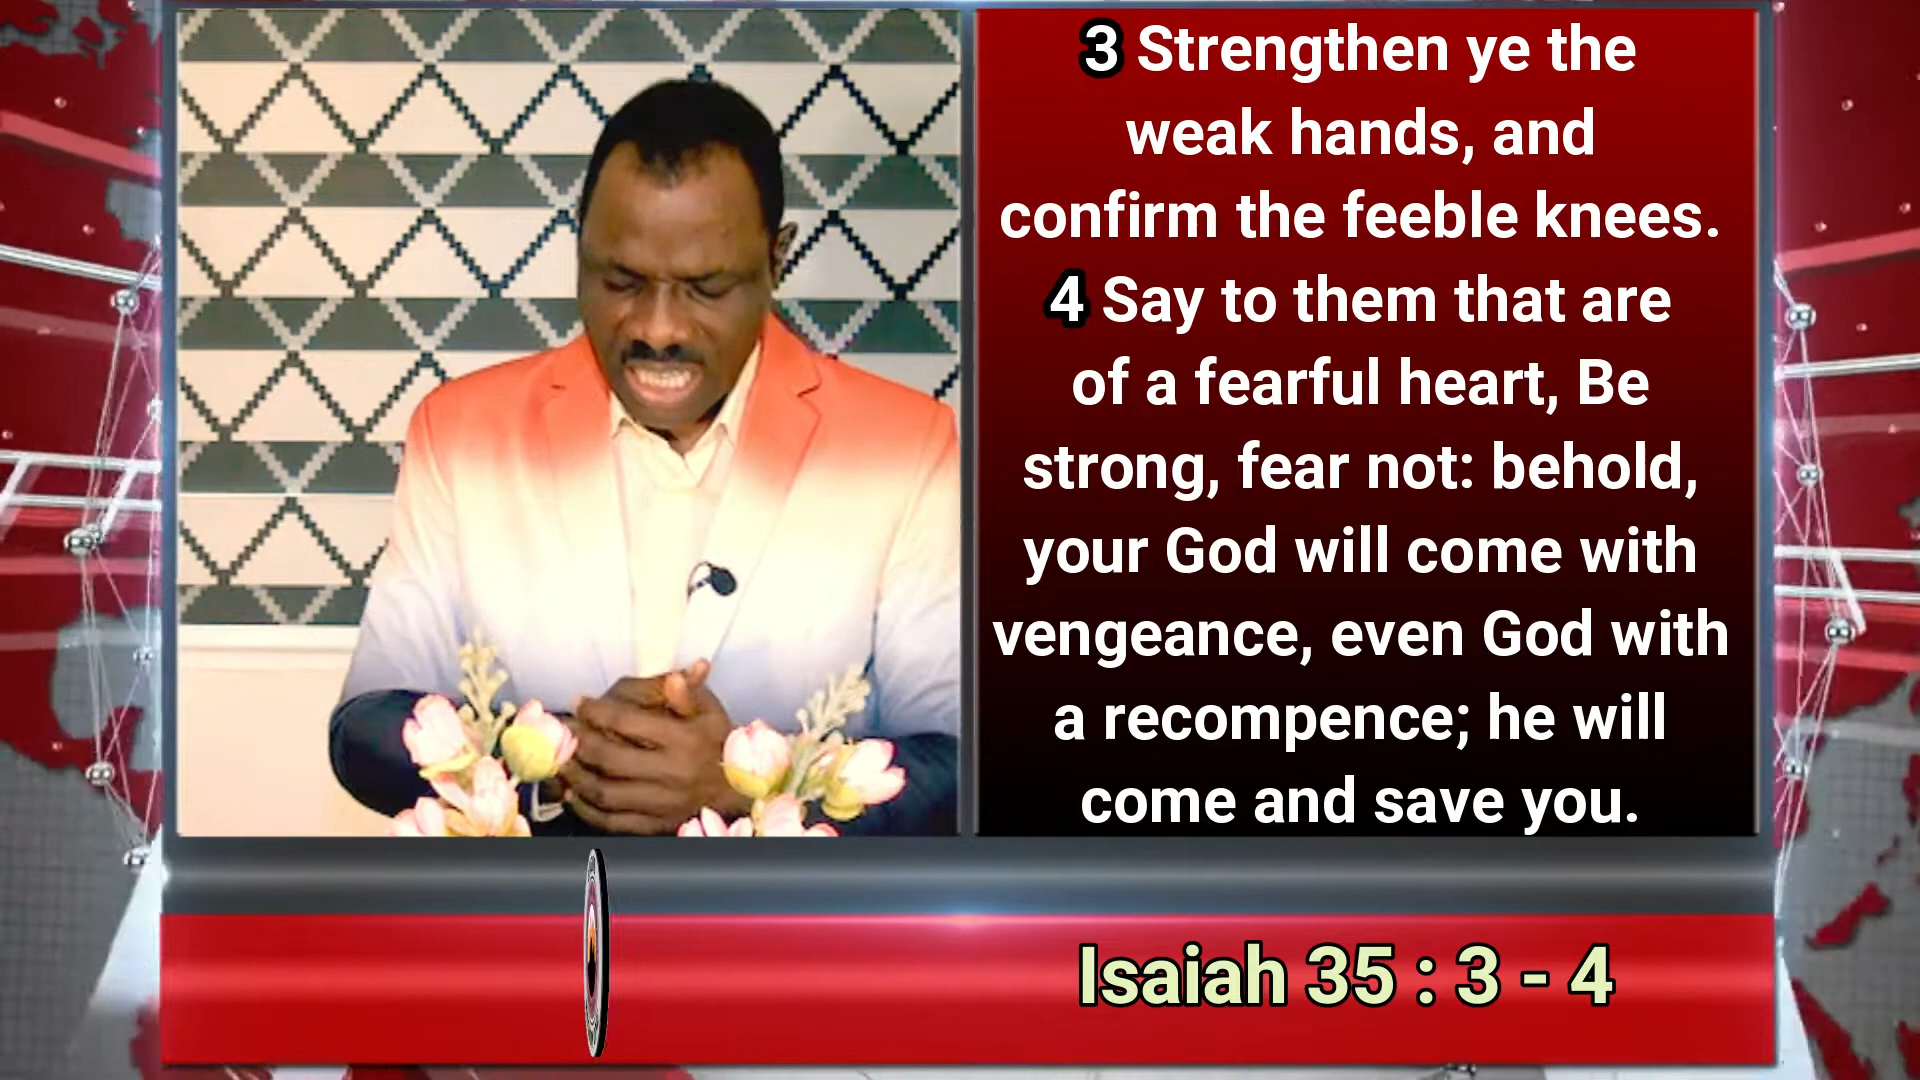 3 Strengthen ye the
weak hands, and
confirm the feeble knees.
4 Say to them that are
of a fearful heart, Be
strong, fear not: behold,
your God will come with
vengeance, even God with
a recompence; he will
come and save you.
Isaiah 35 : 3 - 4